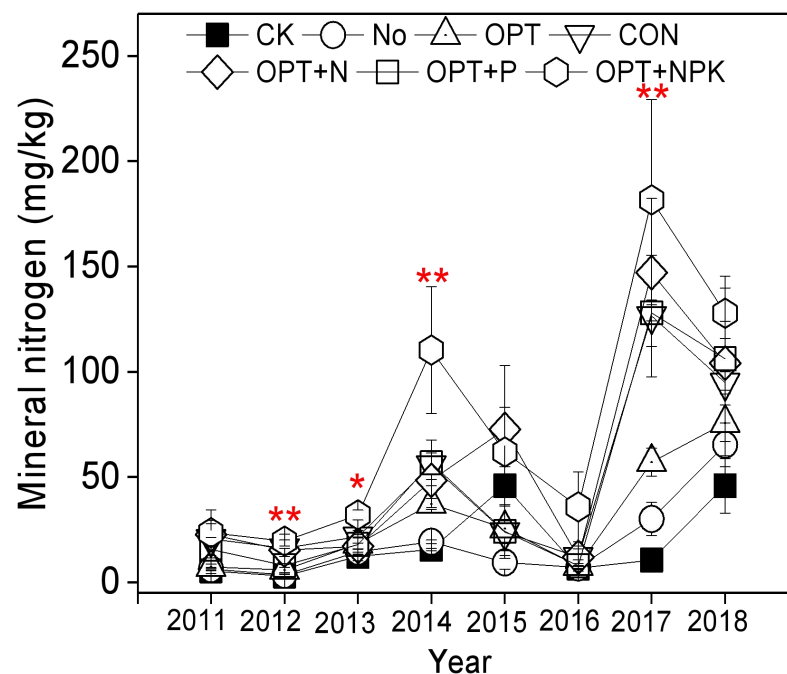 CK No OPT CON
OPT+N OPT+P OPT+NPK
250
**
200
150
**
100
50
*
**
0
2011 2012 2013 2014 2015 2016 2017 2018
Year
Mineral nitrogen (mg/kg)